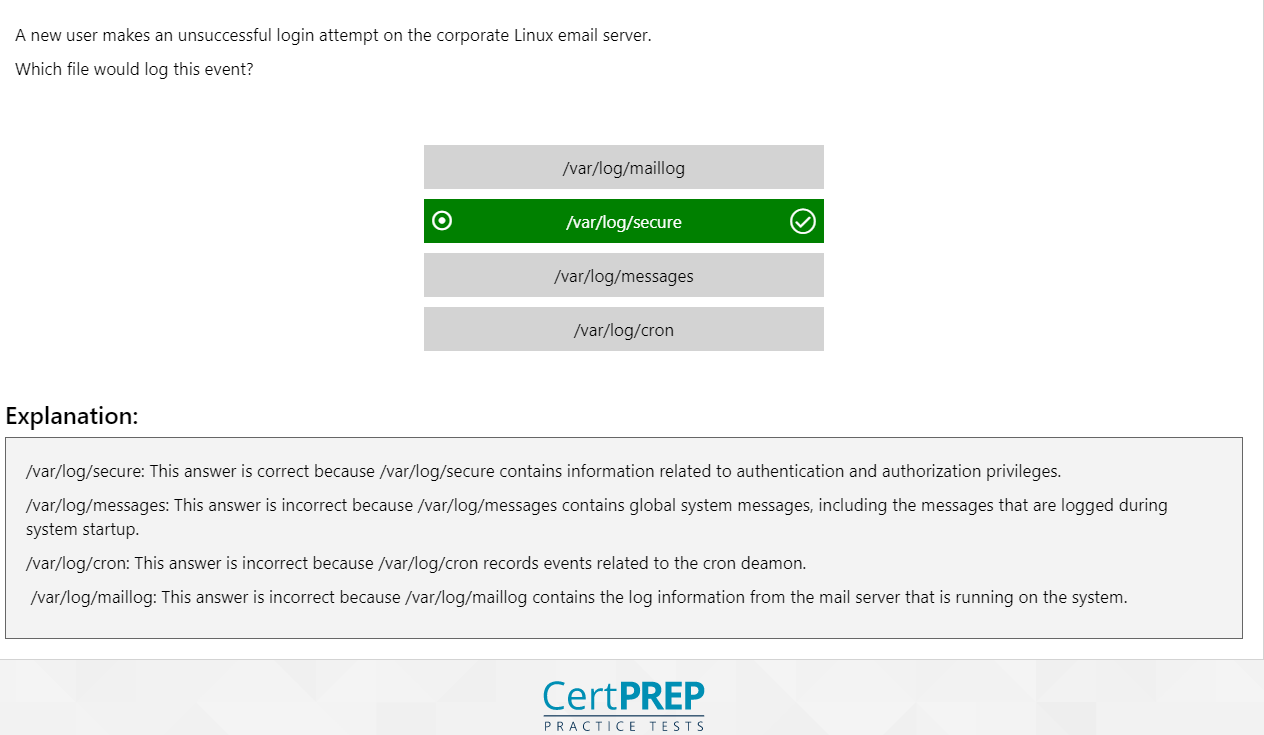 A new user makes an unsuccessful login attempt on the corporate Linux email server.
Which file would log this event?
/var/log/maillog
/var/log/secure
/var/log/messages
/var/log/cron
Explanation:
/var/log/secure: This answer is correct because /var/log/secure contains information related to authentication and authorization privileges.
/var/log/messages: This answer is incorrect because /var/log/messages contains global system messages, including the messages that are logged during
system startup.
/var/log/cron: This answer is incorrect because /var/log/cron records events related to the cron deamon.
/var/log/maillog: This answer is incorrect because /var/log/maillog contains the log information from the mail server that is running on the system.
CertPREP
PRACTICE TESTS